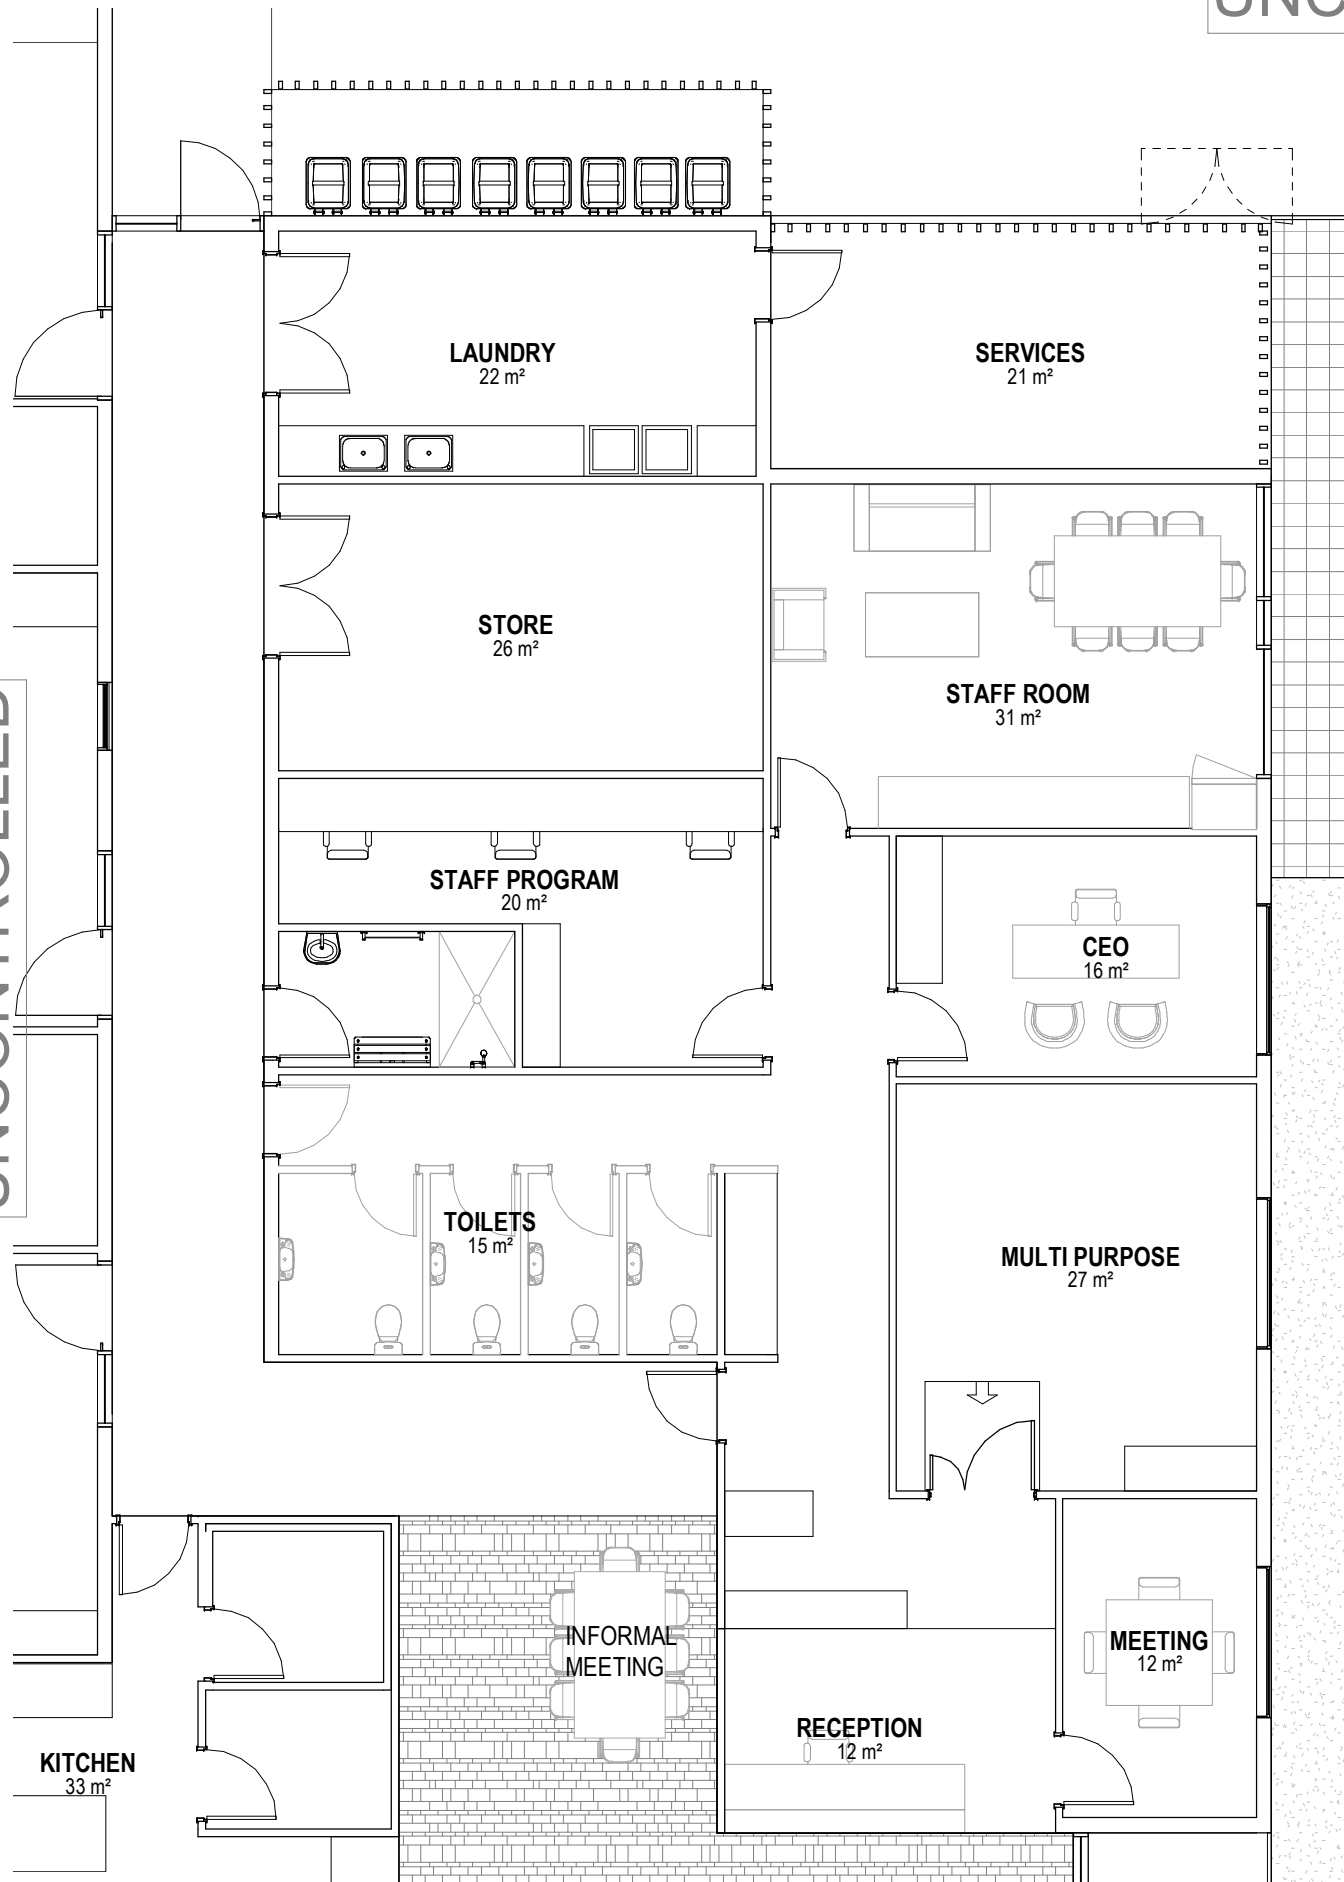 UNC
LAUNDRY
22 m²
SERVICES
21 m²
STORE
26 m²
STAFF ROOM
31 m²
STAFF PROGRAM
20 m²
CEO
16 m²
TOILETS
15 m²
MULTI PURPOSE
27 m²
INFORMAL
MEETING
MEETING
12 m²
RECEPTION
12 m²
KITCHEN
33 m²
UNCONTROLLED